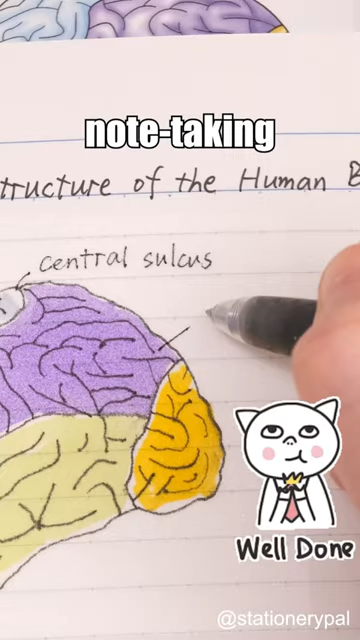 note-taking
tructure of the Human B
central sulcus
Well Done
@stationerypal